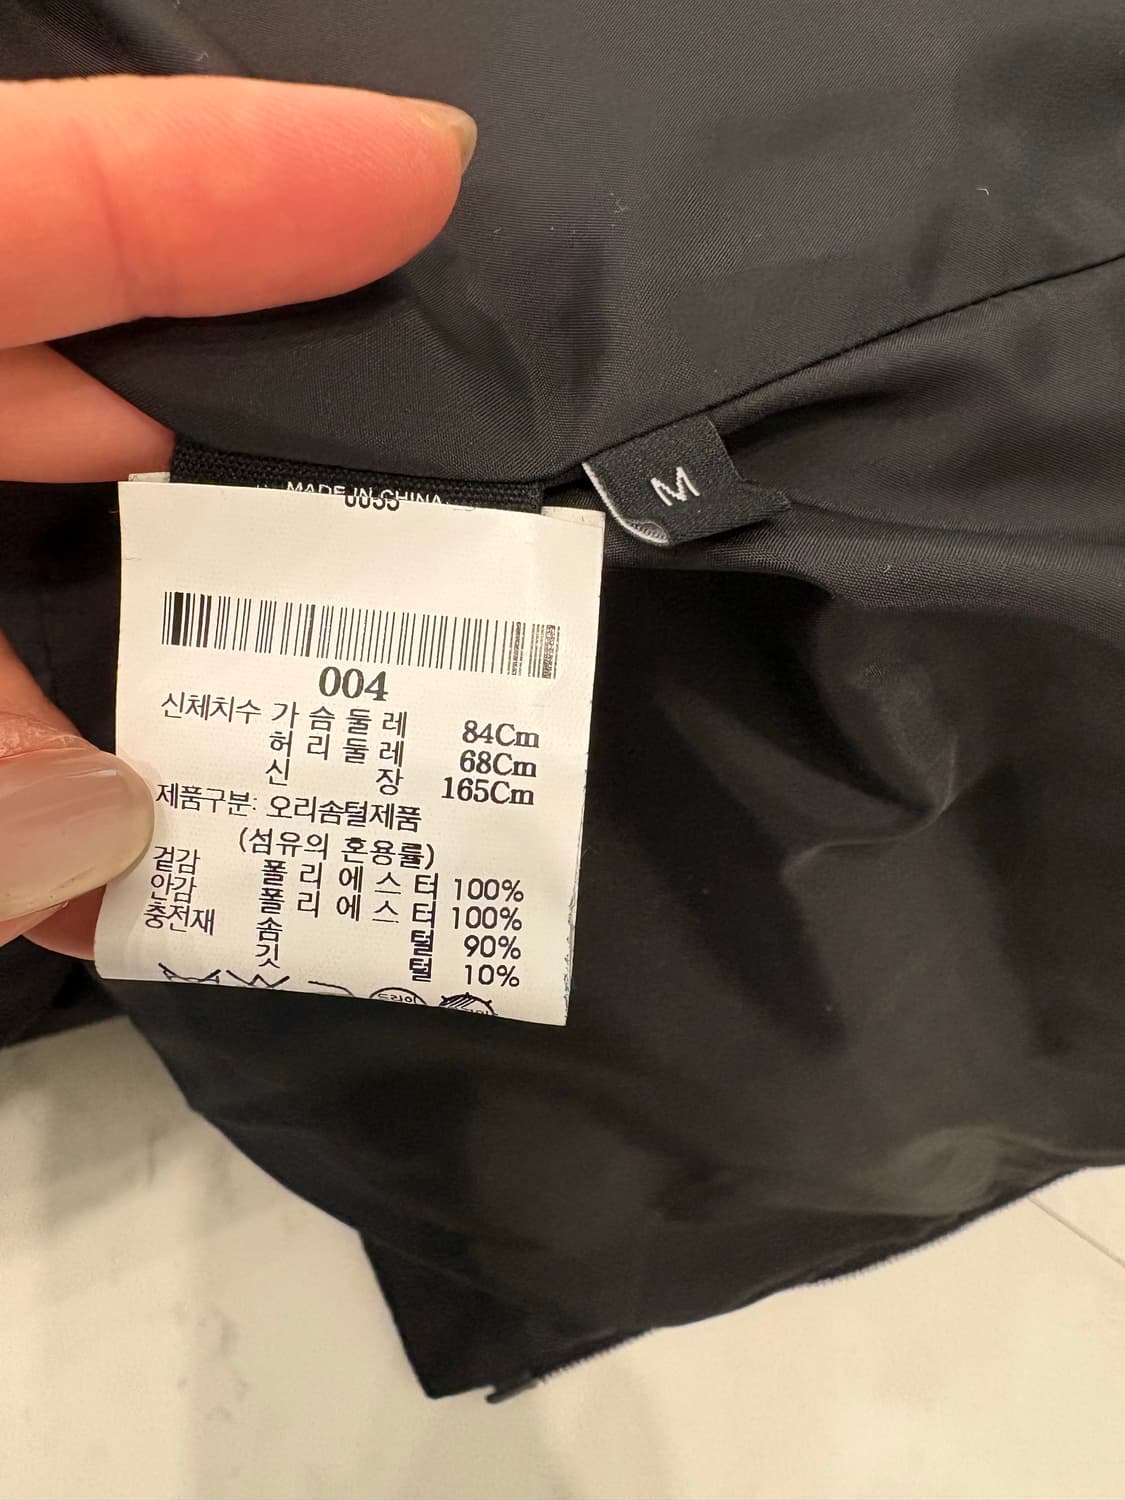 MADE IN CHINA
M
004
신체치수 가슴둘레 84Cm
허리둘레 68Cm
신 장 165Cm
제품구분: 오리솜털제품
(섬유의 혼용률)
겉감 폴리에스터 100%
안감 폴리에스터 100%
충전재 솜 털 90%
깃 털 10%
드라이